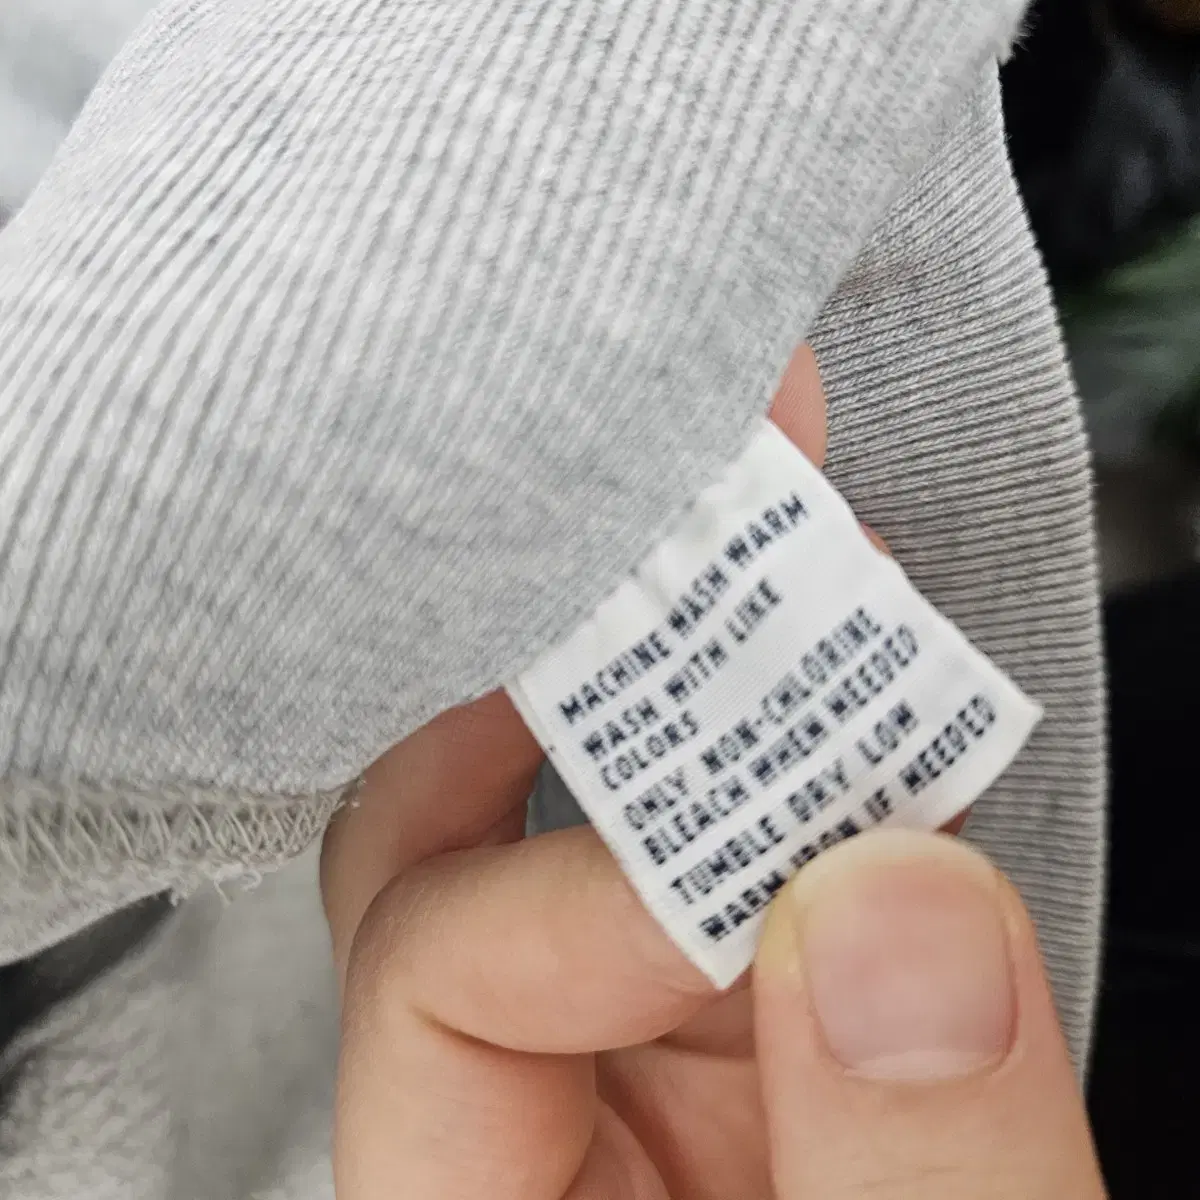 MACHINE WASH WARM
WASH WITH LIKE
COLORS
ONLY NON-CHLORINE
BLEACH WHEN NEEDED
TUMBLE DRY LOW
WARM IRON IF NEEDED